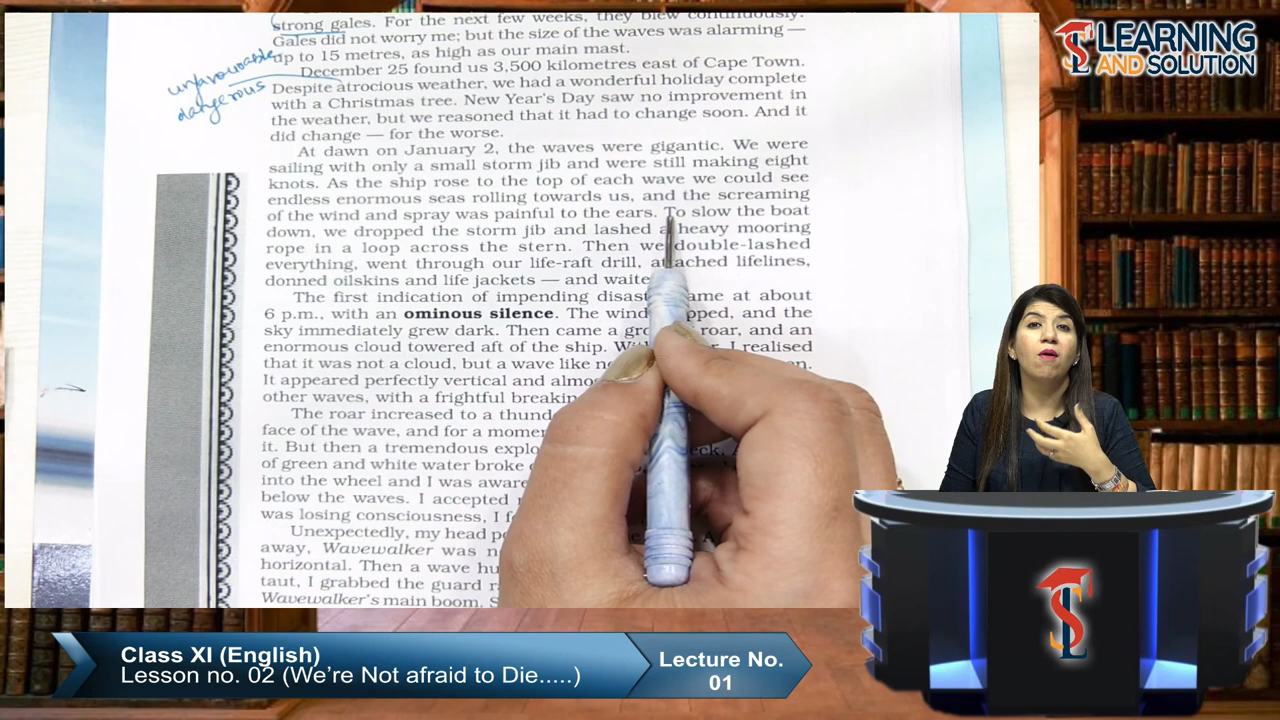 strong gales. For the next few weeks, they blew continuously.
Gales did not worry me; but the size of the waves was alarming —
up to 15 metres, as high as our main mast.
December 25 found us 3,500 kilometres east of Cape Town.
Despite atrocious weather, we had a wonderful holiday complete
with a Christmas tree. New Year's Day saw no improvement in
the weather, but we reasoned that it had to change soon. And it
did change — for the worse.
At dawn on January 2, the waves were gigantic. We were
sailing with only a small storm jib and were still making eight
knots. As the ship rose to the top of each wave we could see
endless enormous seas rolling towards us, and the screaming
of the wind and spray was painful to the ears. To slow the boat
down, we dropped the storm jib and lashed a heavy mooring
rope in a loop across the stern. Then we double-lashed
everything, went through our life-raft drill, attached lifelines,
donned oilskins and life jackets — and waite
The first indication of impending disast ame at about
6 p.m., with an ominous silence. The wind pped, and the
sky immediately grew dark. Then came a gro roar, and an
enormous cloud towered aft of the ship. With r, I realised
that it was not a cloud, but a wave like no en.
It appeared perfectly vertical and almo
other waves, with a frightful breakin
The roar increased to a thund
face of the wave, and for a momen
it. But then a tremendous explo eck. A
of green and white water broke
into the wheel and I was aware
below the waves. I accepted
was losing consciousness, I f
Unexpectedly, my head p
away, Wavewalker was n
horizontal. Then a wave hu
taut, I grabbed the guard r
Wavewalker's main boom. S
unfavourable
dangerous
LEARNING
AND SOLUTION
Class XI (English)
Lesson no. 02 (We're Not afraid to Die.....)
Lecture No.
01